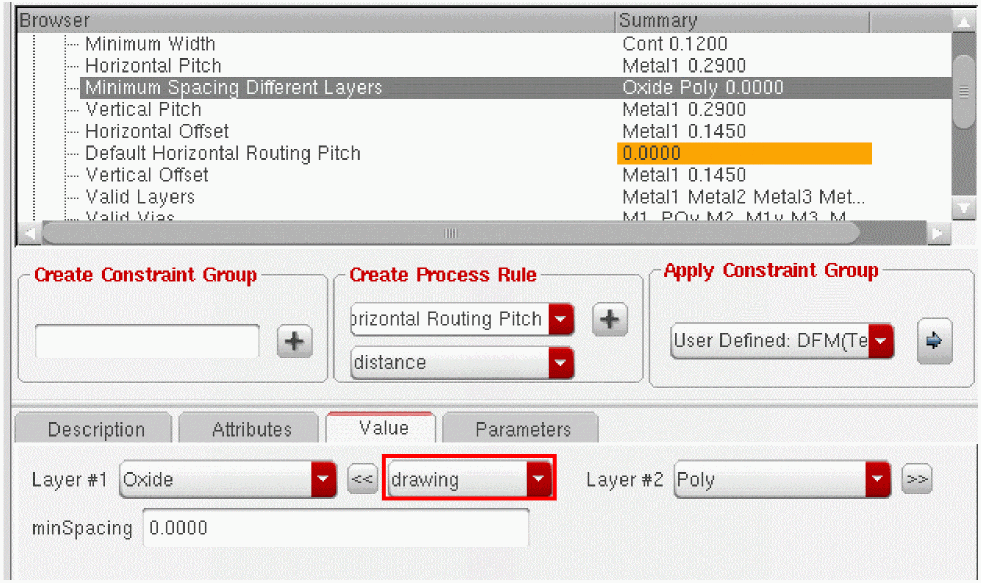 Browser Summary
Minimum Width Cont 0.1200
Horizontal Pitch Metal1 0.2900
Minimum Spacing Different Layers Oxide Poly 0.0000
Vertical Pitch Metal1 0.2900
Horizontal Offset Metal1 0.1450
Default Horizontal Routing Pitch 0.0000
Vertical Offset Metal1 0.1450
Valid Layers Metal1 Metal2 Metal3 Met...
Valid Vias M1_POv M2_M1v M3_M
Create Constraint Group Create Process Rule Apply Constraint Group
orizontal Routing Pitch
User Defined: DFM(Te
distance
Description Attributes Value Parameters
Layer #1 Oxide << drawing Layer #2 Poly >>
minSpacing 0.0000